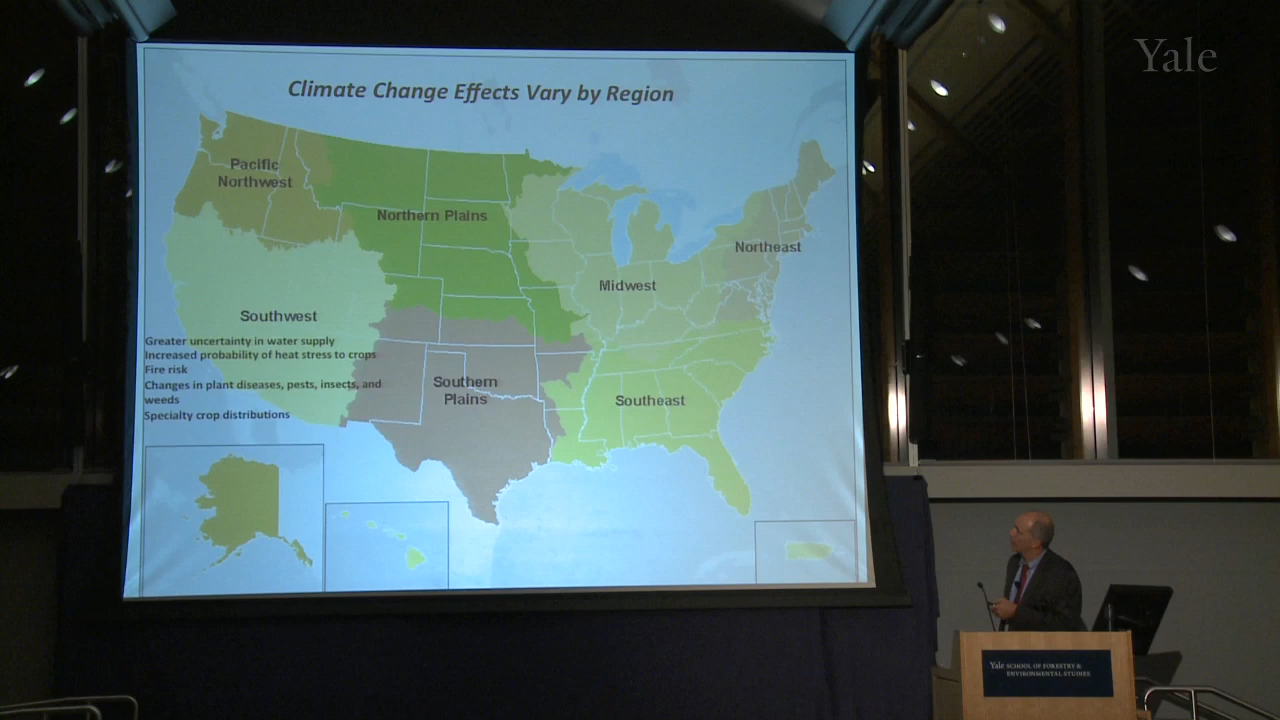 Yale
Climate Change Effects Vary by Region
Pacific
Northwest
Northern Plains
Northeast
Midwest
Southwest
Greater uncertainty in water supply
Increased probability of heat stress to crops
Fire risk
Changes in plant diseases, pests, insects, and
weeds
Specialty crop distributions
Southern
Plains
Southeast
Yale SCHOOL OF FORESTRY &
ENVIRONMENTAL STUDIES